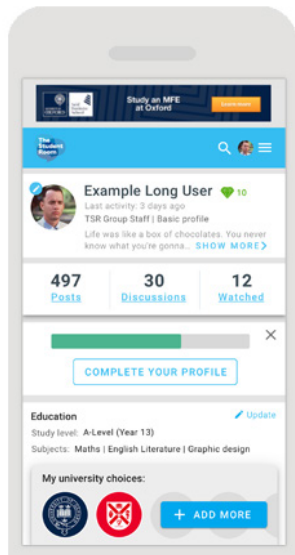 Study an MFE
at Oxford
The
Student
Room
Example Long User
10
Last activity: 3 days ago
TSR Group Staff | Basic profile
Life was like a box of chocolates. You never
know what you're gonna... SHOW MORE
497
30
12
Posts
Discussions
Watched
COMPLETE YOUR PROFILE
Education
Update
Study level: A-Level (Year 13)
Subjects: Maths | English Literature | Graphic design
My university choices:
+ ADD MORE